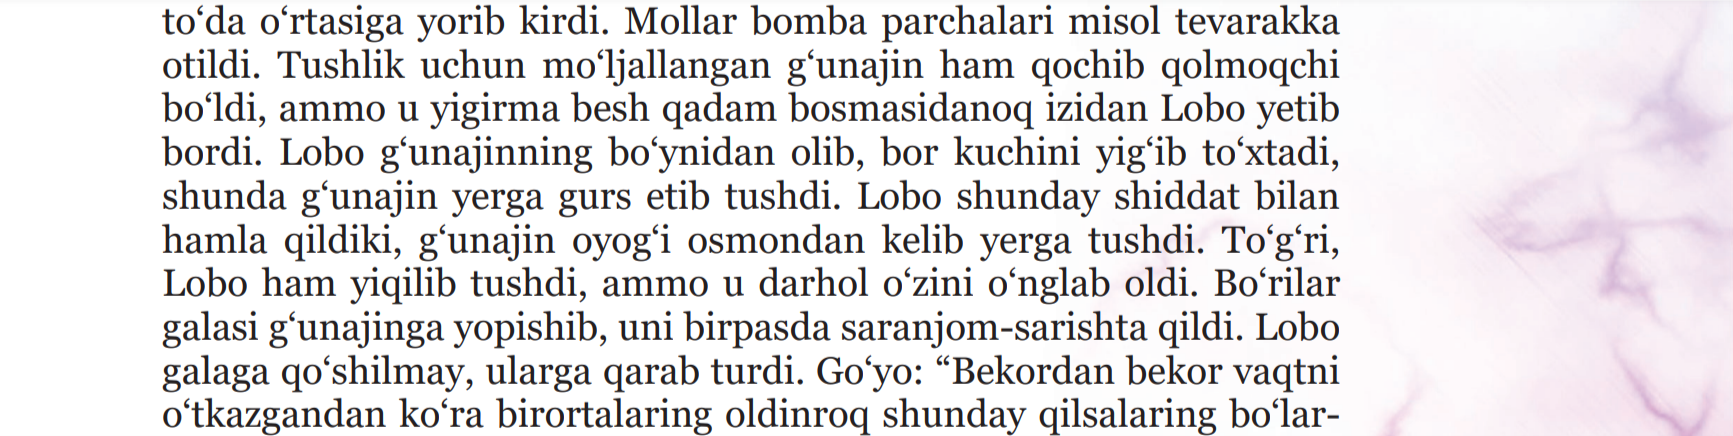 to‘da o‘rtasiga yorib kirdi. Mollar bomba parchalari misol tevarakka
otildi. Tushlik uchun mo‘ljallangan g‘unajin ham qochib qolmoqchi
bo‘ldi, ammo u yigirma besh qadam bosmasidanoq izidan Lobo yetib
bordi. Lobo g‘unajinning bo‘ynidan olib, bor kuchini yig‘ib to‘xtadi,
shunda g‘unajin yerga gurs etib tushdi. Lobo shunday shiddat bilan
hamla qildiki, g‘unajin oyog‘i osmondan kelib yerga tushdi. To‘g‘ri,
Lobo ham yiqilib tushdi, ammo u darhol o‘zini o‘nglab oldi. Bo‘rilar
galasi g‘unajinga yopishib, uni birpasda saranjom-sarishta qildi. Lobo
galaga qo‘shilmay, ularga qarab turdi. Go‘yo: “Bekordan bekor vaqtni
o‘tkazgandan ko‘ra birortalaring oldinroq shunday qilsalaring bo‘lar-